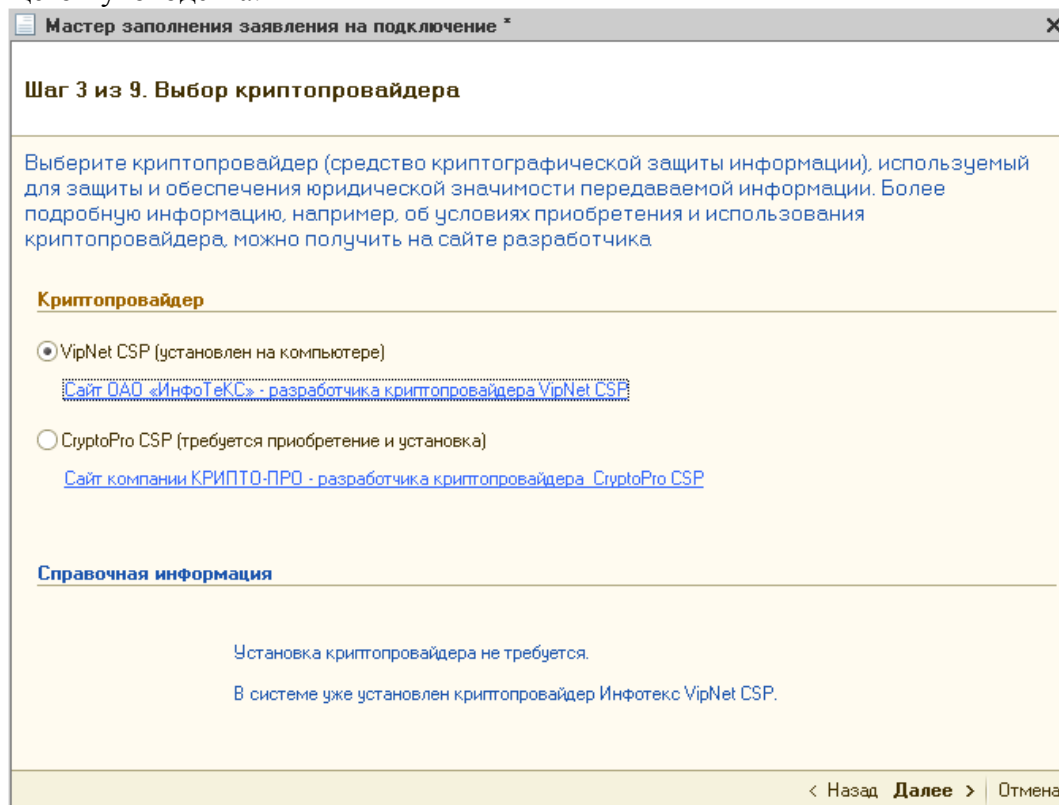 Мастер заполнения заявления на подключение *
Шаг 3 из 9. Выбор криптопровайдера
Выберите криптопровайдер (средство криптографической защиты информации), используемый
для защиты и обеспечения юридической значимости передаваемой информации. Более
подробную информацию, например, об условиях приобретения и использования
криптопровайдера, можно получить на сайте разработчика
Криптопровайдер
VipNet CSP (установлен на компьютере)
Сайт ОАО «ИнфоТеКС» - разработчика криптопровайдера VipNet CSP
CryptoPro CSP (требуется приобретение и установка)
Сайт компании КРИПТО-ПРО - разработчика криптопровайдера CryptoPro CSP
Справочная информация
Установка криптопровайдера не требуется.
В системе уже установлен криптопровайдер Инфотекс VipNet CSP.
< Назад Далее > Отмена